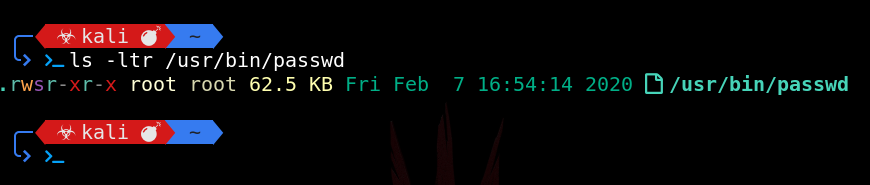 kali ~
ls -ltr /usr/bin/passwd
.rwsr-xr-x root root 62.5 KB Fri Feb  7 16:54:14 2020 /usr/bin/passwd
kali ~